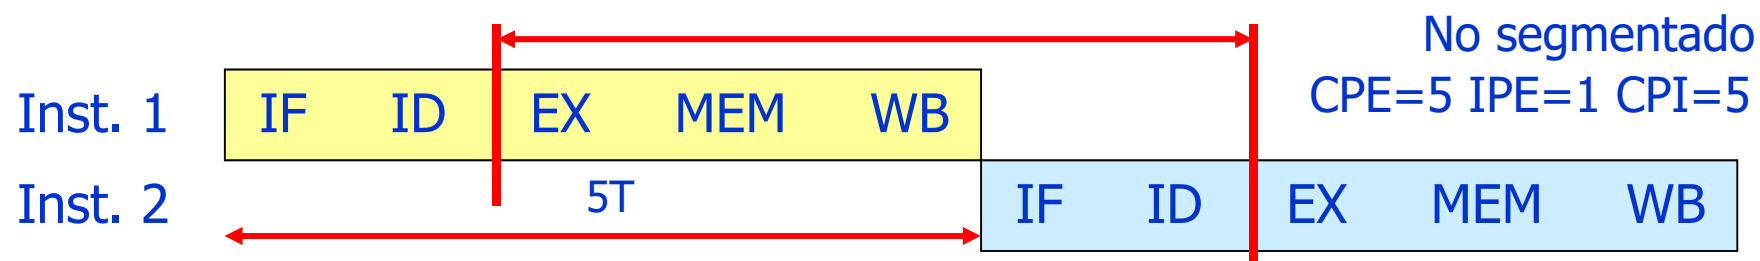 No segmentado
CPE=5 IPE=1 CPI=5
Inst. 1 IF ID EX MEM WB
Inst. 2 5T IF ID EX MEM WB